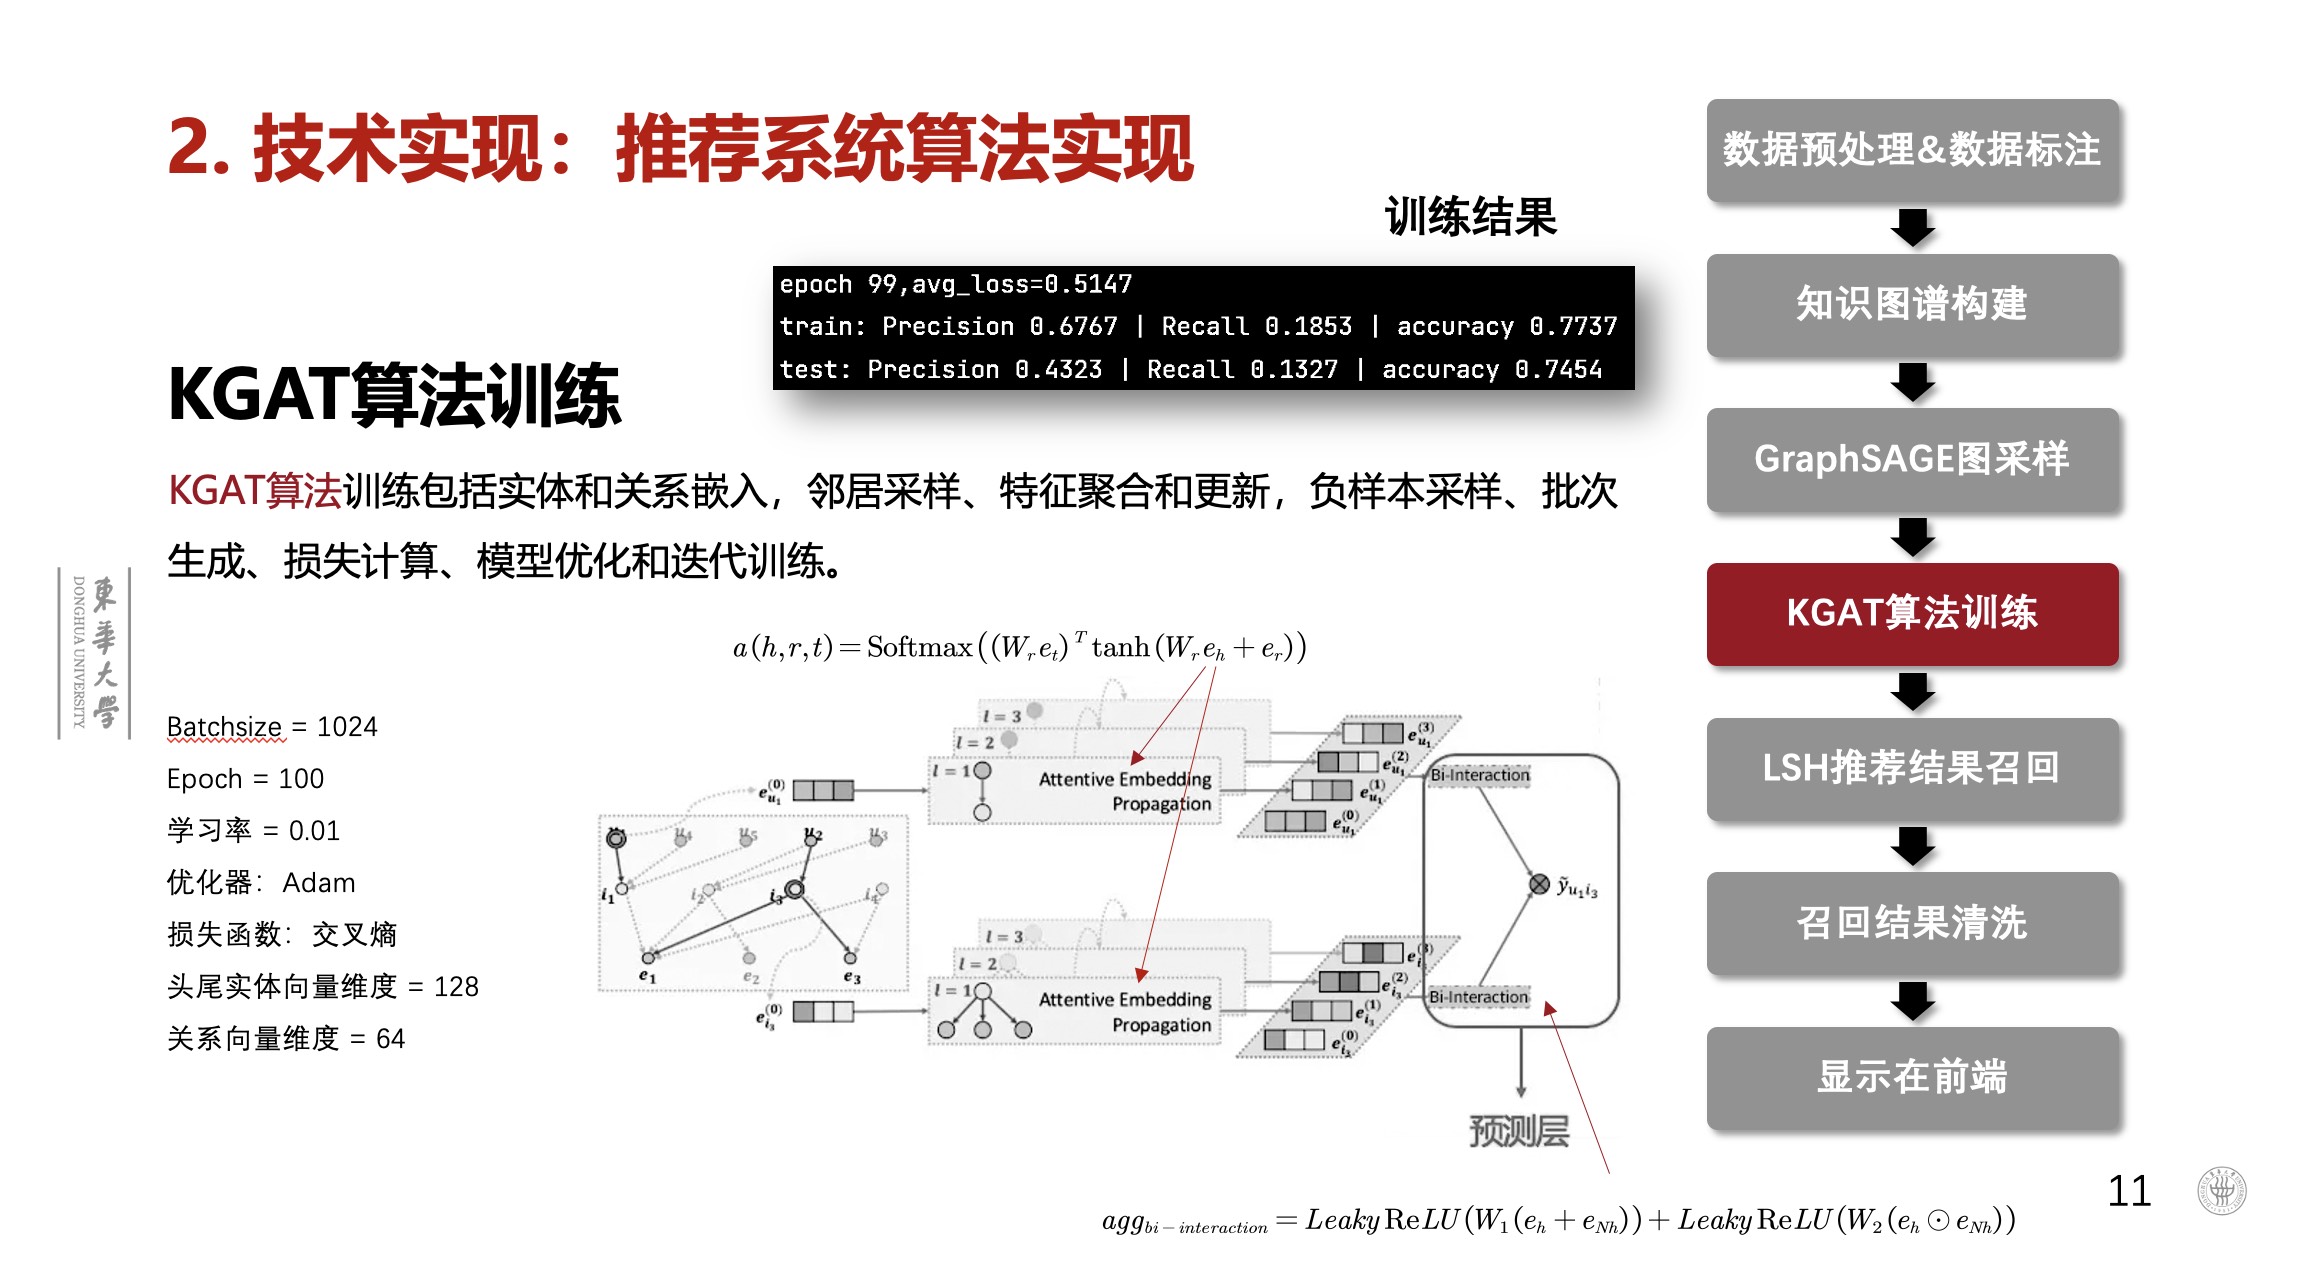 2. 技术实现：推荐系统算法实现
训练结果
epoch 99,avg_loss=0.5147
train: Precision 0.6767 | Recall 0.1853 | accuracy 0.7737
test: Precision 0.4323 | Recall 0.1327 | accuracy 0.7454
KGAT算法训练
KGAT算法训练包括实体和关系嵌入，邻居采样、特征聚合和更新，负样本采样、批次
生成、损失计算、模型优化和迭代训练。
東華大學
DONGHUA UNIVERSITY
a(h,r,t)=Softmax((W_r e_t)^T tanh(W_r e_h + e_r))
Batchsize = 1024
Epoch = 100
学习率 = 0.01
优化器：Adam
损失函数：交叉熵
头尾实体向量维度 = 128
关系向量维度 = 64
u_4 u_5 u_2 u_3
i_1 i_2 i_3 i_4
e_1 e_2 e_3
e_{u_1}^{(0)}
l = 3
l = 2
l = 1
Attentive Embedding
Propagation
e_{u_1}^{(3)}
e_{u_1}^{(2)}
e_{u_1}^{(1)}
e_{u_1}^{(0)}
e_{i_3}^{(0)}
l = 3
l = 2
l = 1
Attentive Embedding
Propagation
e_{i_3}^{(2)}
e_{i_3}^{(1)}
e_{i_3}^{(0)}
Bi-Interaction
ỹ_{u_1 i_3}
Bi-Interaction
预测层
agg_{bi-interaction} = LeakyReLU(W_1(e_h + e_{Nh})) + LeakyReLU(W_2(e_h ⊙ e_{Nh}))
数据预处理&数据标注
知识图谱构建
GraphSAGE图采样
KGAT算法训练
LSH推荐结果召回
召回结果清洗
显示在前端
11